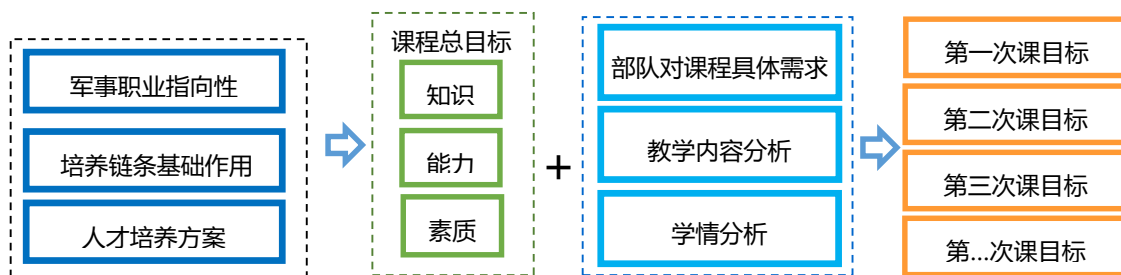 军事职业指向性
培养链条基础作用
人才培养方案
课程总目标
知识
能力
素质
+
部队对课程具体需求
教学内容分析
学情分析
第一次课目标
第二次课目标
第三次课目标
第...次课目标